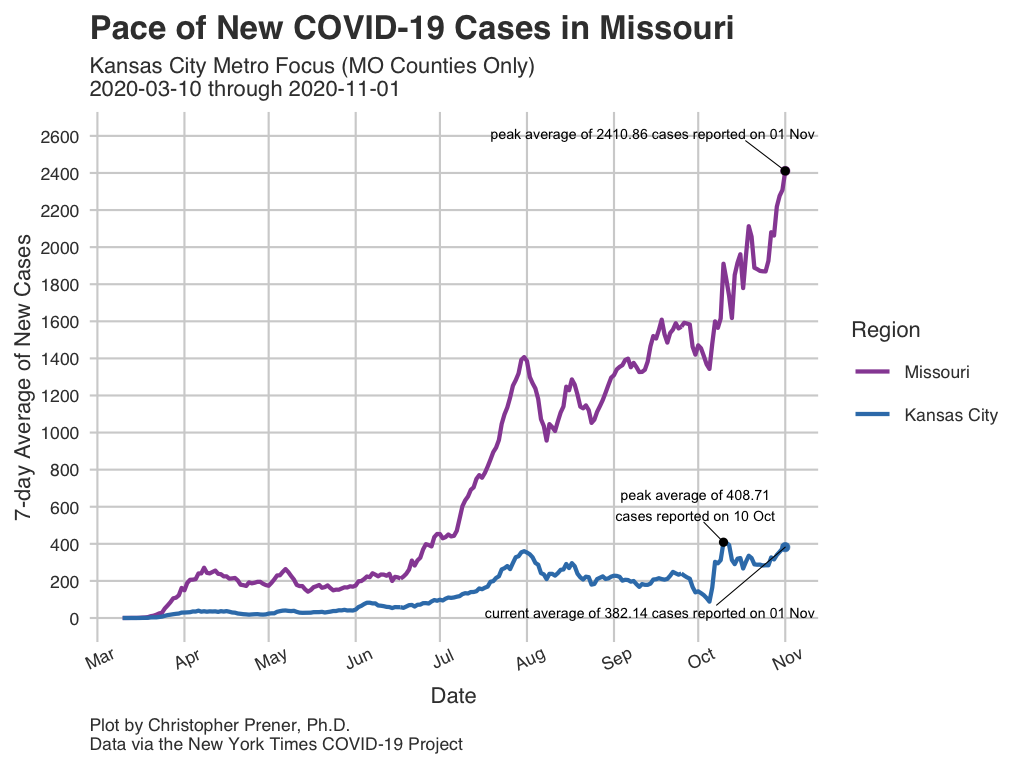 Pace of New COVID-19 Cases in Missouri
Kansas City Metro Focus (MO Counties Only)
2020-03-10 through 2020-11-01
7-day Average of New Cases
2600
2400
2200
2000
1800
1600
1400
1200
1000
800
600
400
200
0
peak average of 2410.86 cases reported on 01 Nov
peak average of 408.71
cases reported on 10 Oct
current average of 382.14 cases reported on 01 Nov
Mar
Apr
May
Jun
Jul
Aug
Sep
Oct
Nov
Date
Region
Missouri
Kansas City
Plot by Christopher Prener, Ph.D.
Data via the New York Times COVID-19 Project